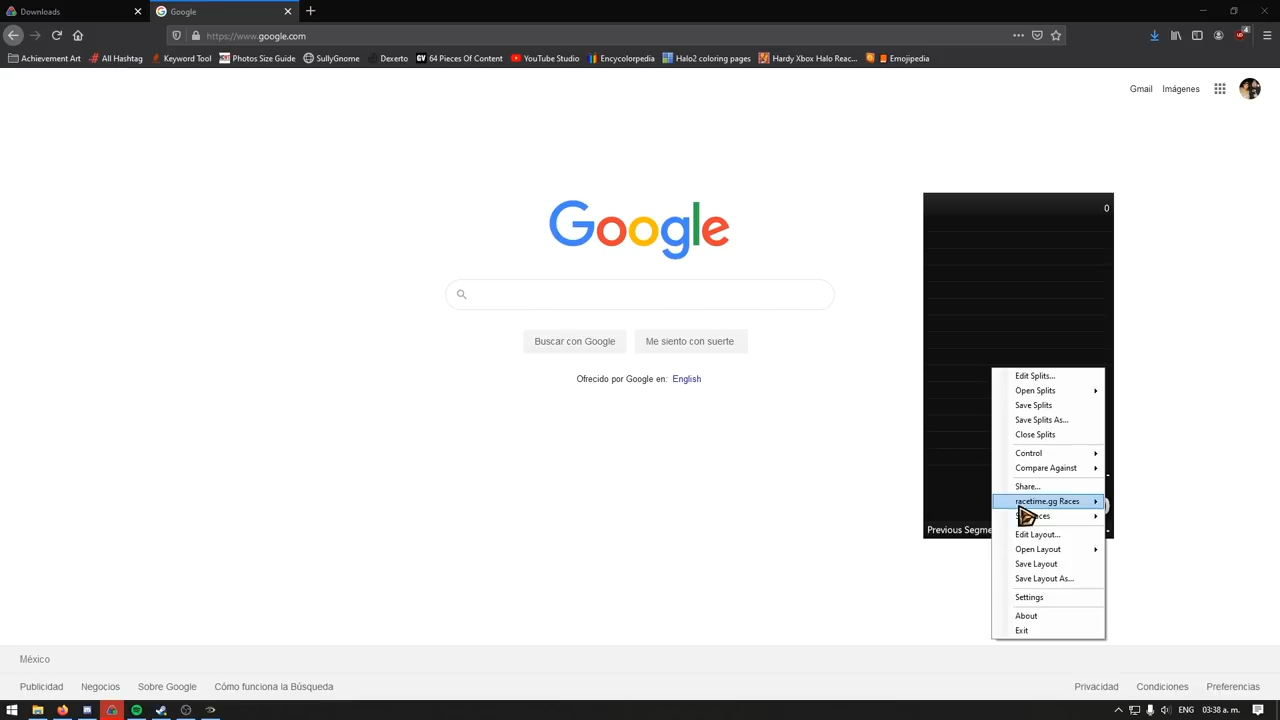 Downloads
Google
https://www.google.com
Achievement Art
All Hashtag
Keyword Tool
Photos Size Guide
SullyGnome
Dexerto
64 Pieces Of Content
YouTube Studio
Encycolorpedia
Halo2 coloring pages
Hardy Xbox Halo Reac...
Emojipedia
Gmail
Imágenes
Google
Buscar con Google
Me siento con suerte
Ofrecido por Google en: English
0
Edit Splits...
Open Splits
Save Splits
Save Splits As...
Close Splits
Control
Compare Against
Share...
racetime.gg Races
Previous Segme
Edit Layout...
Open Layout
Save Layout
Save Layout As...
Settings
About
Exit
México
Publicidad
Negocios
Sobre Google
Cómo funciona la Búsqueda
Privacidad
Condiciones
Preferencias
ENG
03:38 a. m.